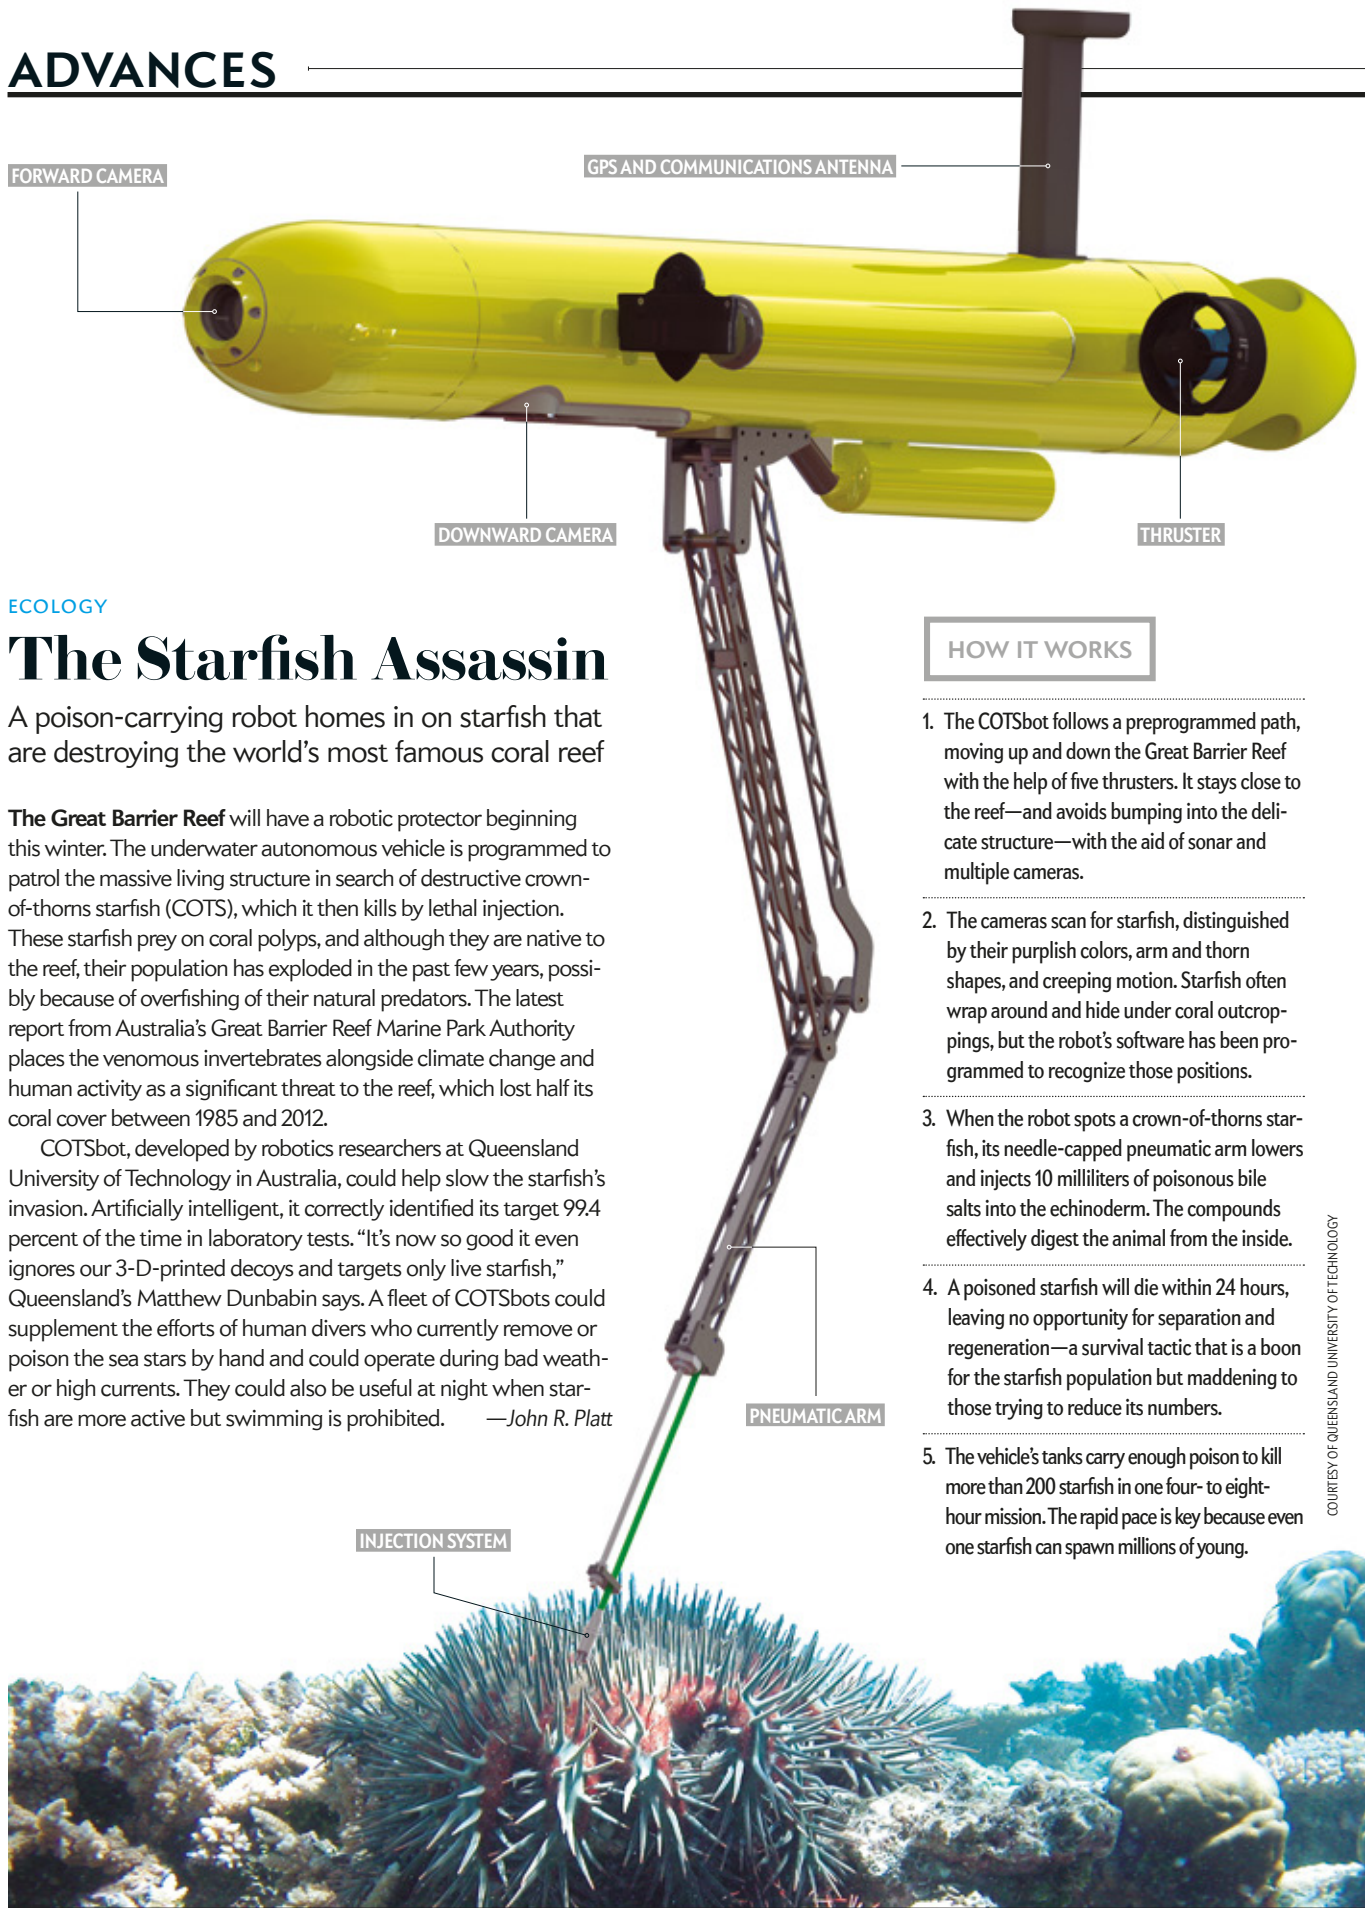 ADVANCES
FORWARD CAMERA
GPS AND COMMUNICATIONS ANTENNA
DOWNWARD CAMERA
THRUSTER
ECOLOGY
The Starfish Assassin
A poison-carrying robot homes in on starfish that
are destroying the world’s most famous coral reef
The Great Barrier Reef will have a robotic protector beginning
this winter. The underwater autonomous vehicle is programmed to
patrol the massive living structure in search of destructive crown-
of-thorns starfish (COTS), which it then kills by lethal injection.
These starfish prey on coral polyps, and although they are native to
the reef, their population has exploded in the past few years, possi-
bly because of overfishing of their natural predators. The latest
report from Australia’s Great Barrier Reef Marine Park Authority
places the venomous invertebrates alongside climate change and
human activity as a significant threat to the reef, which lost half its
coral cover between 1985 and 2012.
COTSbot, developed by robotics researchers at Queensland
University of Technology in Australia, could help slow the starfish’s
invasion. Artificially intelligent, it correctly identified its target 99.4
percent of the time in laboratory tests. “It’s now so good it even
ignores our 3-D-printed decoys and targets only live starfish,”
Queensland’s Matthew Dunbabin says. A fleet of COTSbots could
supplement the efforts of human divers who currently remove or
poison the sea stars by hand and could operate during bad weath-
er or high currents. They could also be useful at night when star-
fish are more active but swimming is prohibited. —John R. Platt
HOW IT WORKS
1. The COTSbot follows a preprogrammed path,
moving up and down the Great Barrier Reef
with the help of five thrusters. It stays close to
the reef—and avoids bumping into the deli-
cate structure—with the aid of sonar and
multiple cameras.
2. The cameras scan for starfish, distinguished
by their purplish colors, arm and thorn
shapes, and creeping motion. Starfish often
wrap around and hide under coral outcrop-
pings, but the robot’s software has been pro-
grammed to recognize those positions.
3. When the robot spots a crown-of-thorns star-
fish, its needle-capped pneumatic arm lowers
and injects 10 milliliters of poisonous bile
salts into the echinoderm. The compounds
effectively digest the animal from the inside.
4. A poisoned starfish will die within 24 hours,
leaving no opportunity for separation and
regeneration—a survival tactic that is a boon
for the starfish population but maddening to
those trying to reduce its numbers.
5. The vehicle’s tanks carry enough poison to kill
more than 200 starfish in one four- to eight-
hour mission. The rapid pace is key because even
one starfish can spawn millions of young.
PNEUMATIC ARM
INJECTION SYSTEM
COURTESY OF QUEENSLAND UNIVERSITY OF TECHNOLOGY